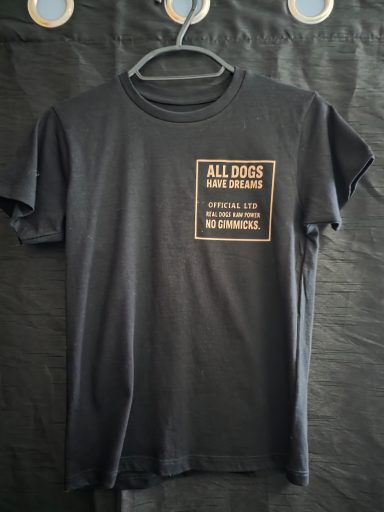 ALL DOGS
HAVE DREAMS
OFFICIAL LTD
REAL DOGS RAW POWER
NO GIMMICKS.